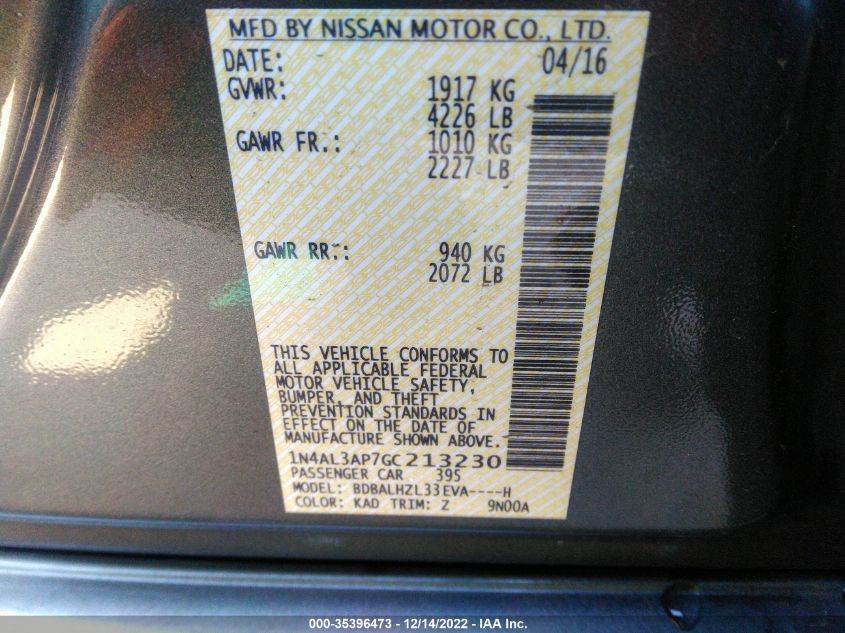 MFD BY NISSAN MOTOR CO., LTD.
DATE: 04/16
GVWR: 1917 KG
4226 LB
GAWR FR.: 1010 KG
2227 LB
GAWR RR.: 940 KG
2072 LB
THIS VEHICLE CONFORMS TO
ALL APPLICABLE FEDERAL
MOTOR VEHICLE SAFETY,
BUMPER, AND THEFT
PREVENTION STANDARDS IN
EFFECT ON THE DATE OF
MANUFACTURE SHOWN ABOVE.
1N4AL3AP7GC213230
PASSENGER CAR 395
MODEL: BDBALHZL33EVA----H
COLOR: KAD TRIM: Z 9N00A
000-35396473 - 12/14/2022 - IAA Inc.